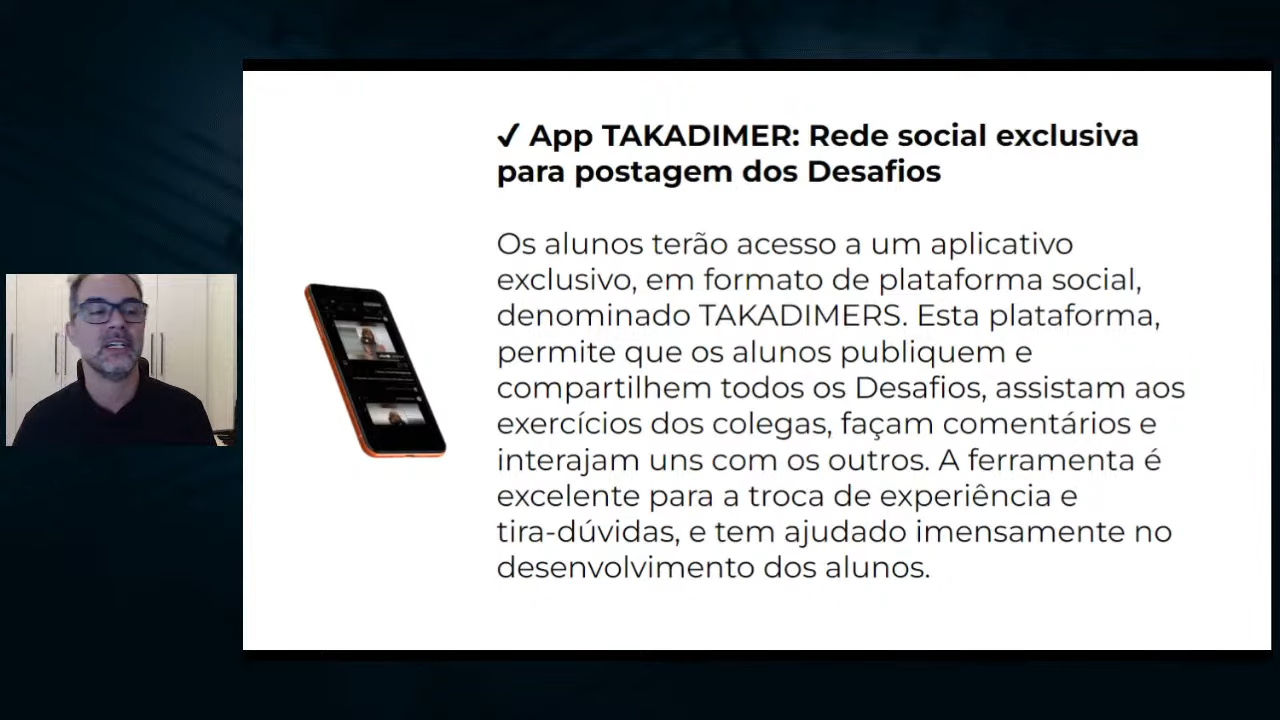 ✓ App TAKADIMER: Rede social exclusiva
para postagem dos Desafios
Os alunos terão acesso a um aplicativo
exclusivo, em formato de plataforma social,
denominado TAKADIMERS. Esta plataforma,
permite que os alunos publiquem e
compartilhem todos os Desafios, assistam aos
exercícios dos colegas, façam comentários e
interajam uns com os outros. A ferramenta é
excelente para a troca de experiência e
tira-dúvidas, e tem ajudado imensamente no
desenvolvimento dos alunos.